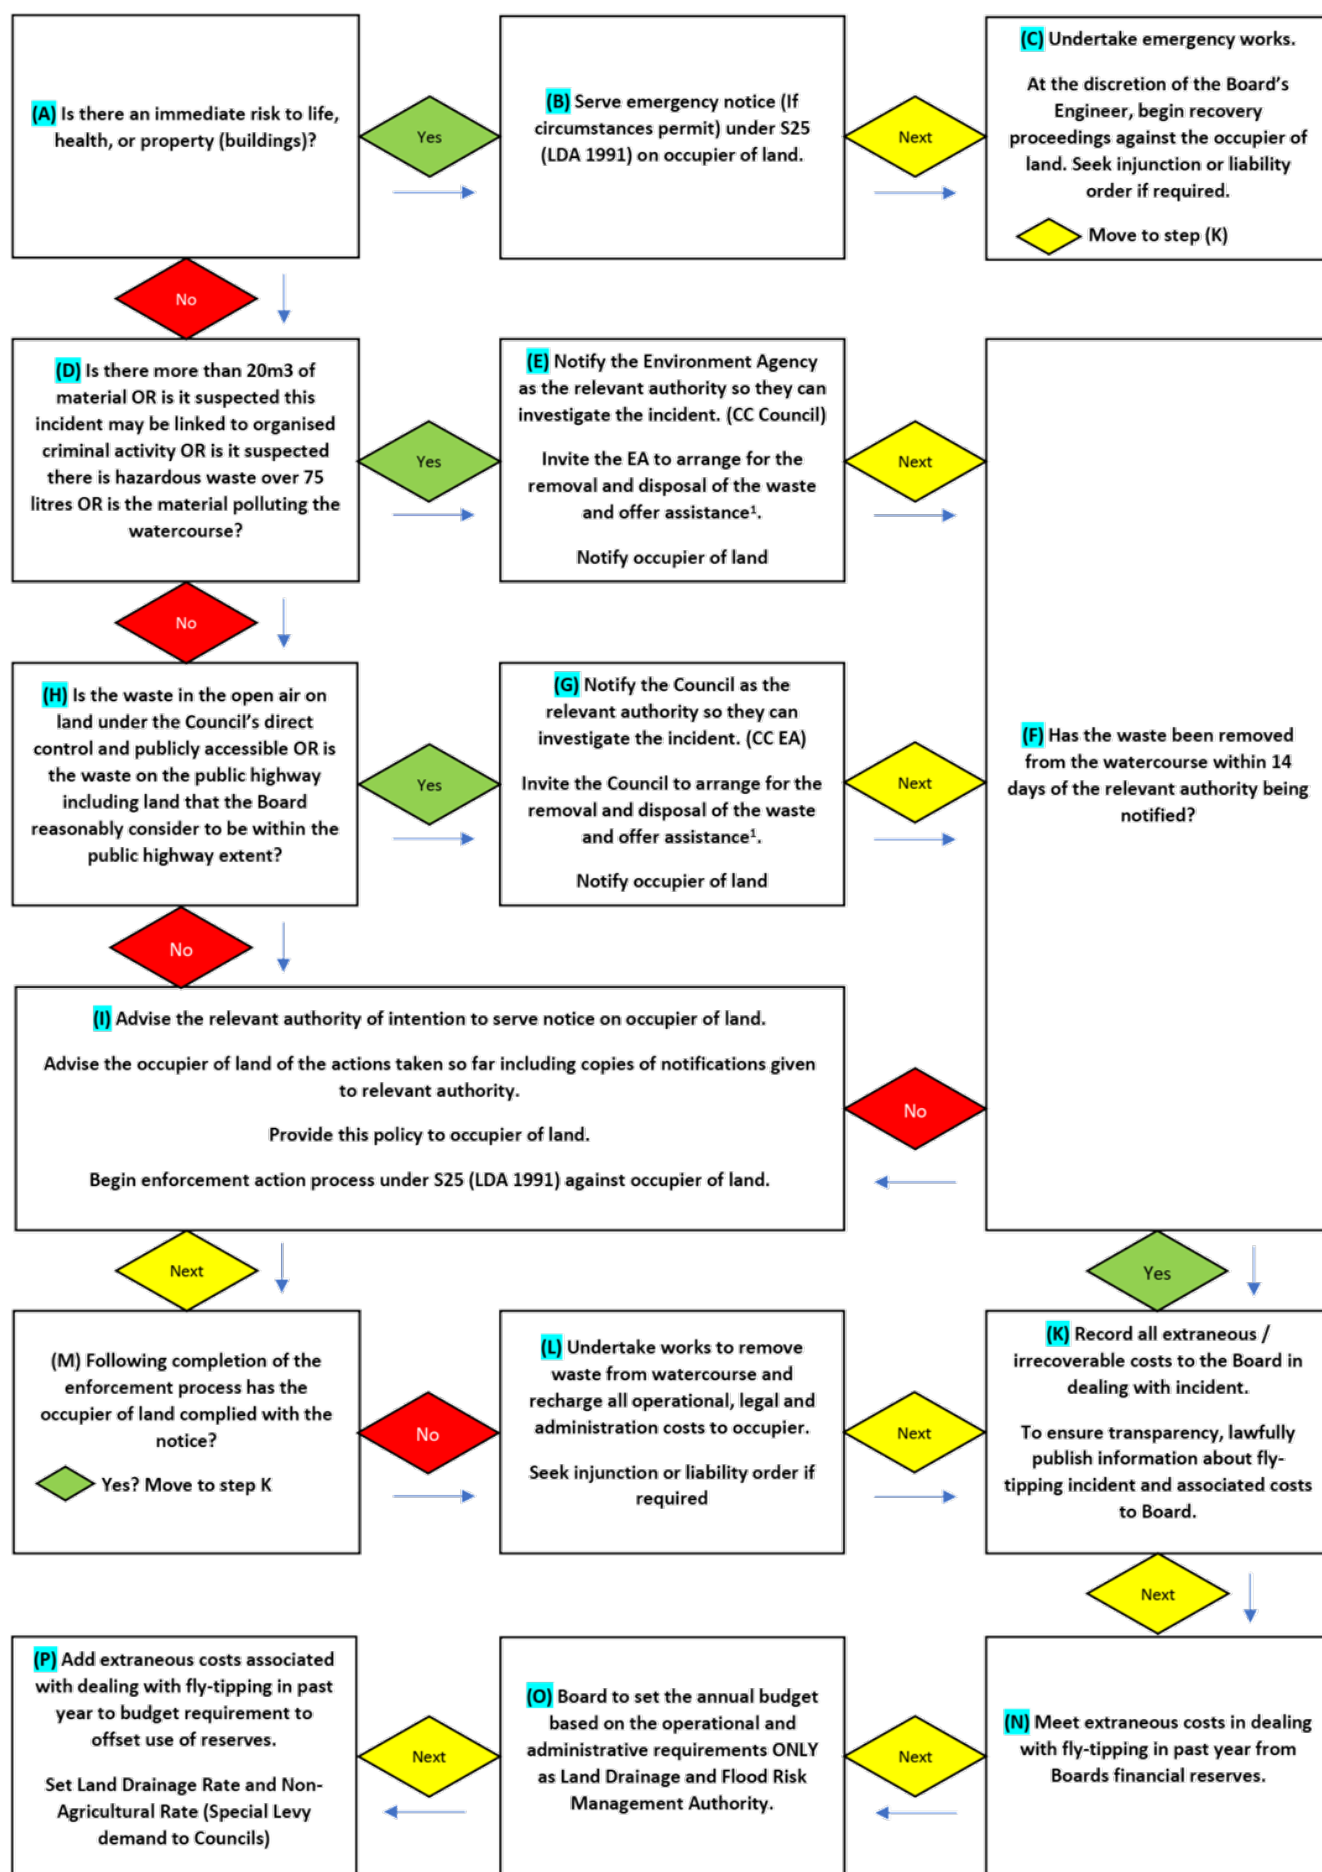 (A) Is there an immediate risk to life,
health, or property (buildings)?
Yes
(B) Serve emergency notice (If
circumstances permit) under S25
(LDA 1991) on occupier of land.
Next
(C) Undertake emergency works.
At the discretion of the Board's
Engineer, begin recovery
proceedings against the occupier of
land. Seek injunction or liability
order if required.
Move to step (K)
No
(D) Is there more than 20m3 of
material OR is it suspected this
incident may be linked to organised
criminal activity OR is it suspected
there is hazardous waste over 75
litres OR is the material polluting the
watercourse?
Yes
(E) Notify the Environment Agency
as the relevant authority so they can
investigate the incident. (CC Council)
Invite the EA to arrange for the
removal and disposal of the waste
and offer assistance¹.
Notify occupier of land
Next
No
(H) Is the waste in the open air on
land under the Council's direct
control and publicly accessible OR is
the waste on the public highway
including land that the Board
reasonably consider to be within the
public highway extent?
Yes
(G) Notify the Council as the
relevant authority so they can
investigate the incident. (CC EA)
Invite the Council to arrange for the
removal and disposal of the waste
and offer assistance¹.
Notify occupier of land
Next
(F) Has the waste been removed
from the watercourse within 14
days of the relevant authority being
notified?
No
(I) Advise the relevant authority of intention to serve notice on occupier of land.
Advise the occupier of land of the actions taken so far including copies of notifications given
to relevant authority.
Provide this policy to occupier of land.
Begin enforcement action process under S25 (LDA 1991) against occupier of land.
No
Next
Yes
(M) Following completion of the
enforcement process has the
occupier of land complied with the
notice?
Yes? Move to step K
No
(L) Undertake works to remove
waste from watercourse and
recharge all operational, legal and
administration costs to occupier.
Seek injunction or liability order if
required
Next
(K) Record all extraneous /
irrecoverable costs to the Board in
dealing with incident.
To ensure transparency, lawfully
publish information about fly-
tipping incident and associated costs
to Board.
Next
(P) Add extraneous costs associated
with dealing with fly-tipping in past
year to budget requirement to
offset use of reserves.
Set Land Drainage Rate and Non-
Agricultural Rate (Special Levy
demand to Councils)
Next
(O) Board to set the annual budget
based on the operational and
administrative requirements ONLY
as Land Drainage and Flood Risk
Management Authority.
Next
(N) Meet extraneous costs in dealing
with fly-tipping in past year from
Boards financial reserves.